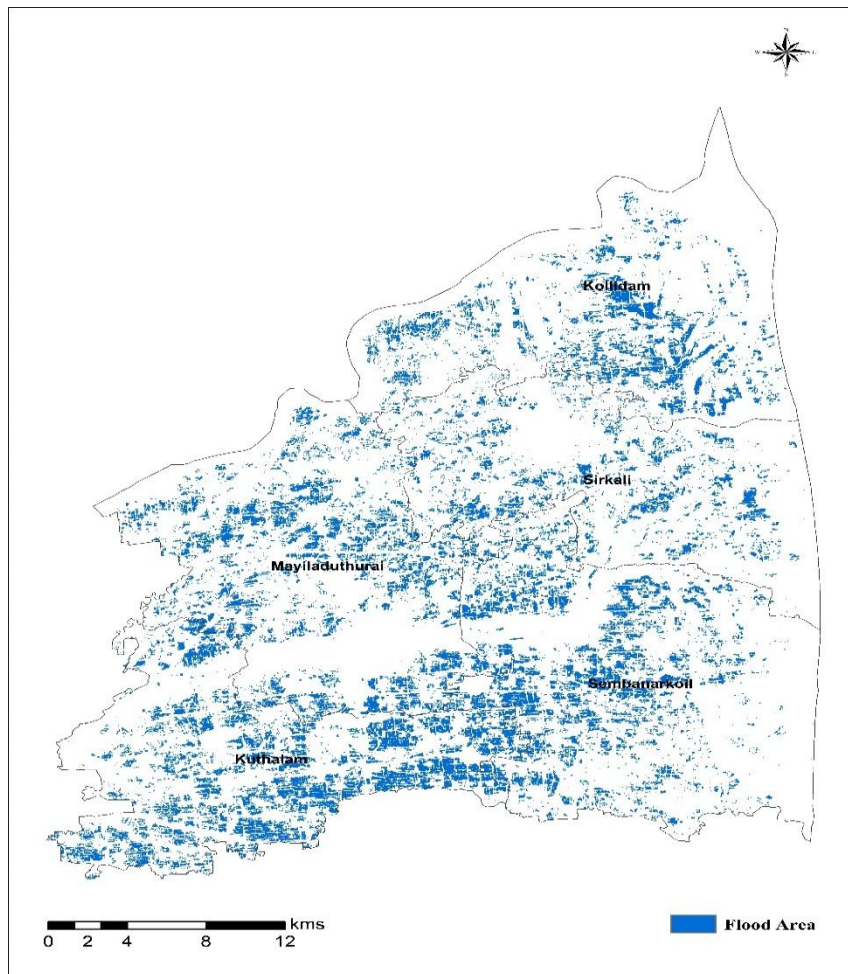 Kollidam
Sirkali
Mayiladuthurai
Sembanarkoil
Kuthalam
kms
0 2 4 8 12
Flood Area